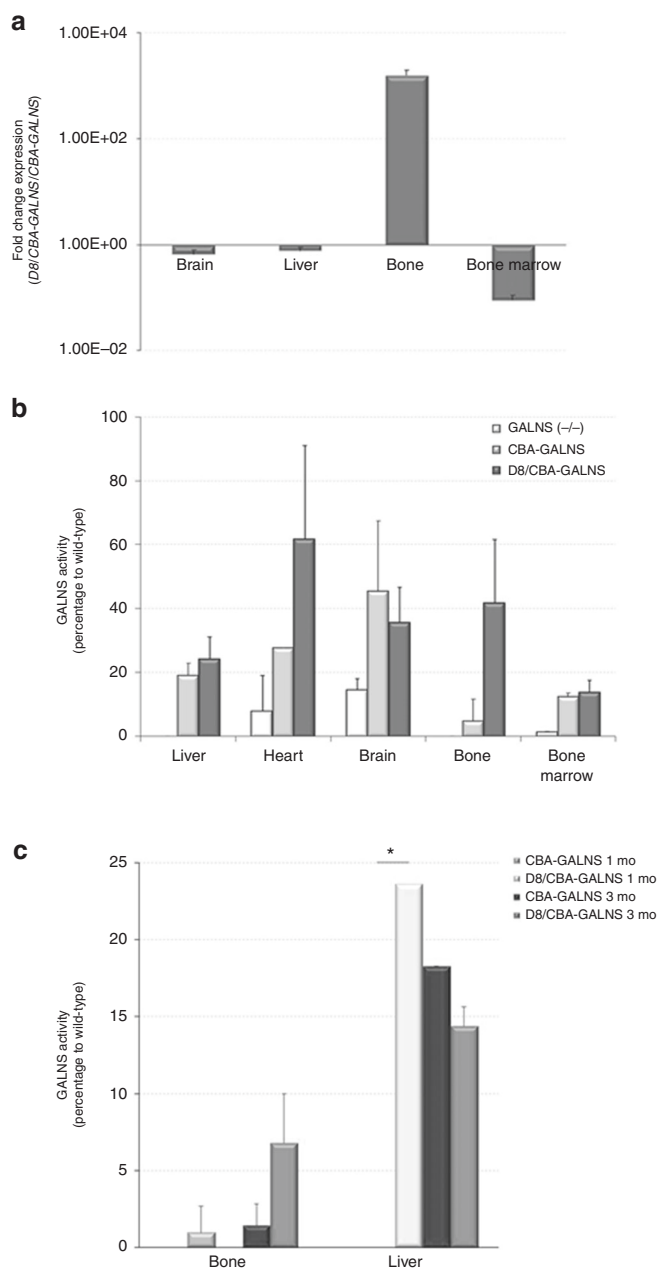 a
Fold change expression
(D8/CBA-GALNS/CBA-GALNS)
1.00E+04
1.00E+02
1.00E+00
1.00E–02
Brain
Liver
Bone
Bone marrow
b
GALNS activity
(percentage to wild-type)
100
80
60
40
20
0
GALNS (–/–)
CBA-GALNS
D8/CBA-GALNS
Liver
Heart
Brain
Bone
Bone
marrow
c
GALNS activity
(percentage to wild-type)
25
20
15
10
5
0
*
CBA-GALNS 1 mo
D8/CBA-GALNS 1 mo
CBA-GALNS 3 mo
D8/CBA-GALNS 3 mo
Bone
Liver